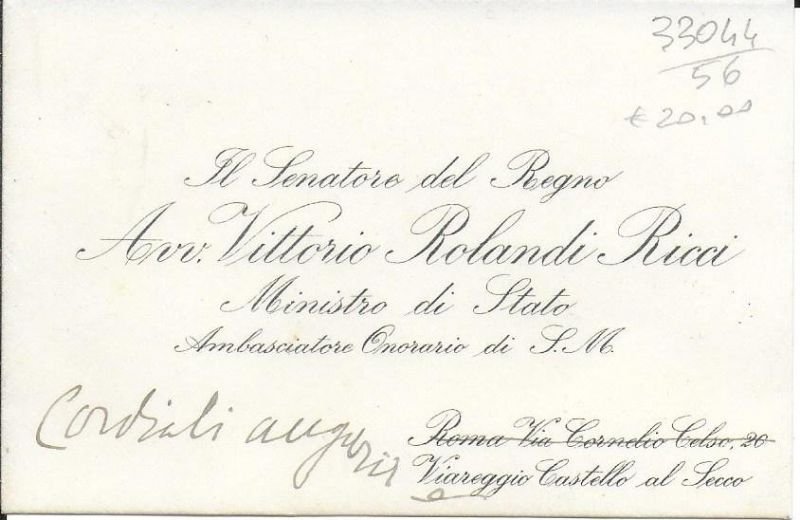 33044
56
€ 20.00
Il Senatore del Regno
Avv. Vittorio Rolandi Ricci
Ministro di Stato
Ambasciatore Onorario di S. M.
Cordiali auguri
Roma Via Cornelio Celso, 20
Viareggio Castello al Secco